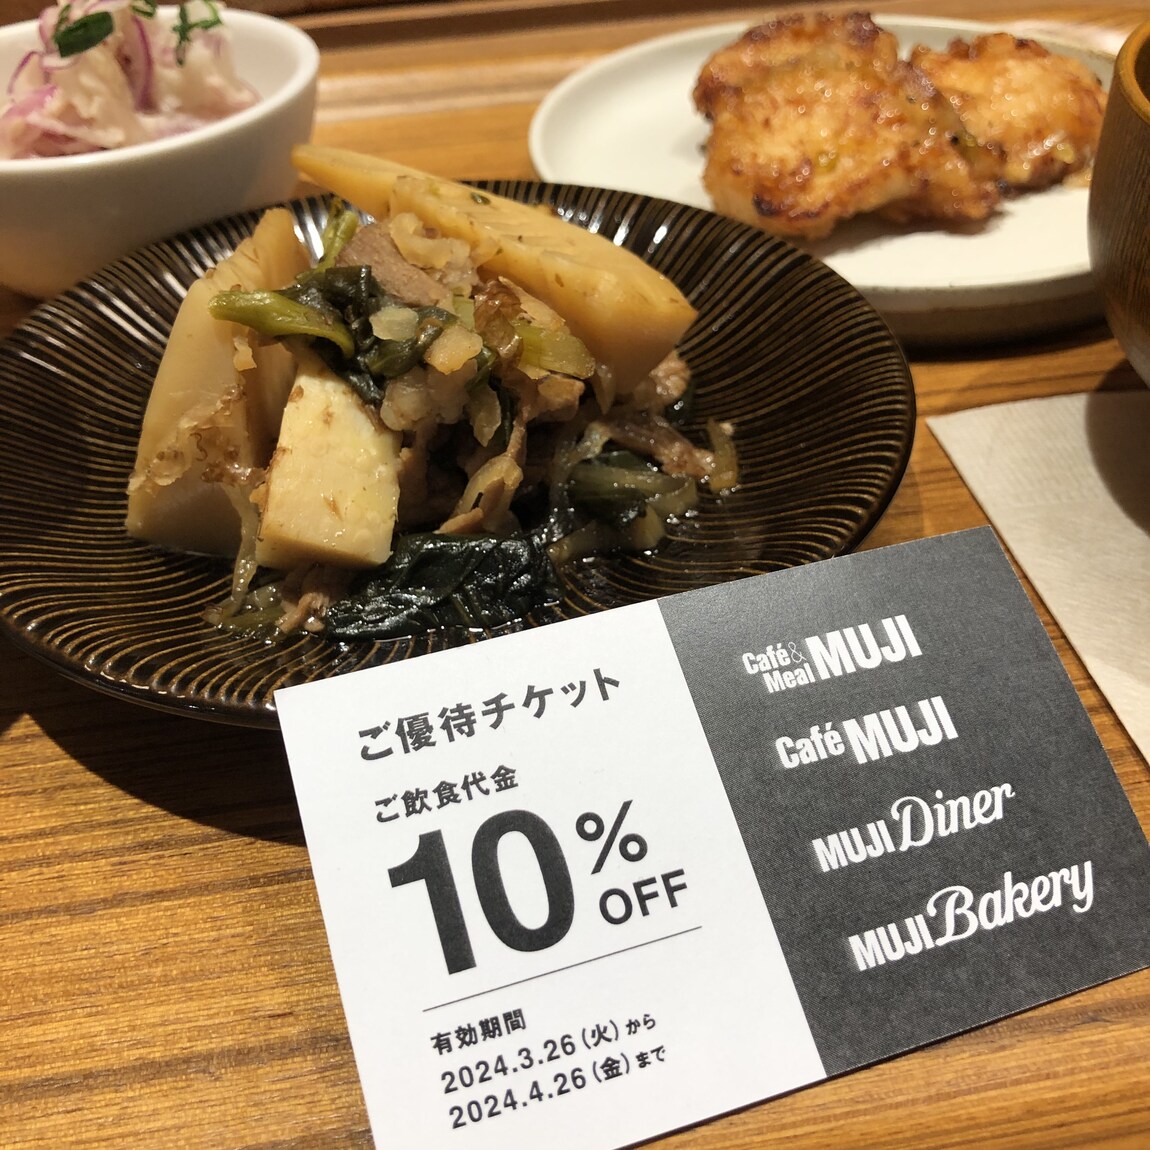 ご優待チケット
ご飲食代金
10% OFF
有効期間
2024.3.26(火)から
2024.4.26(金)まで
Café & Meal MUJI
Café MUJI
MUJI Diner
MUJI Bakery